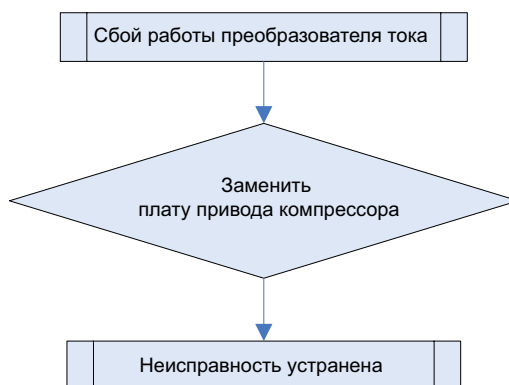 Сбой работы преобразователя тока
Заменить
плату привода компрессора
Неисправность устранена